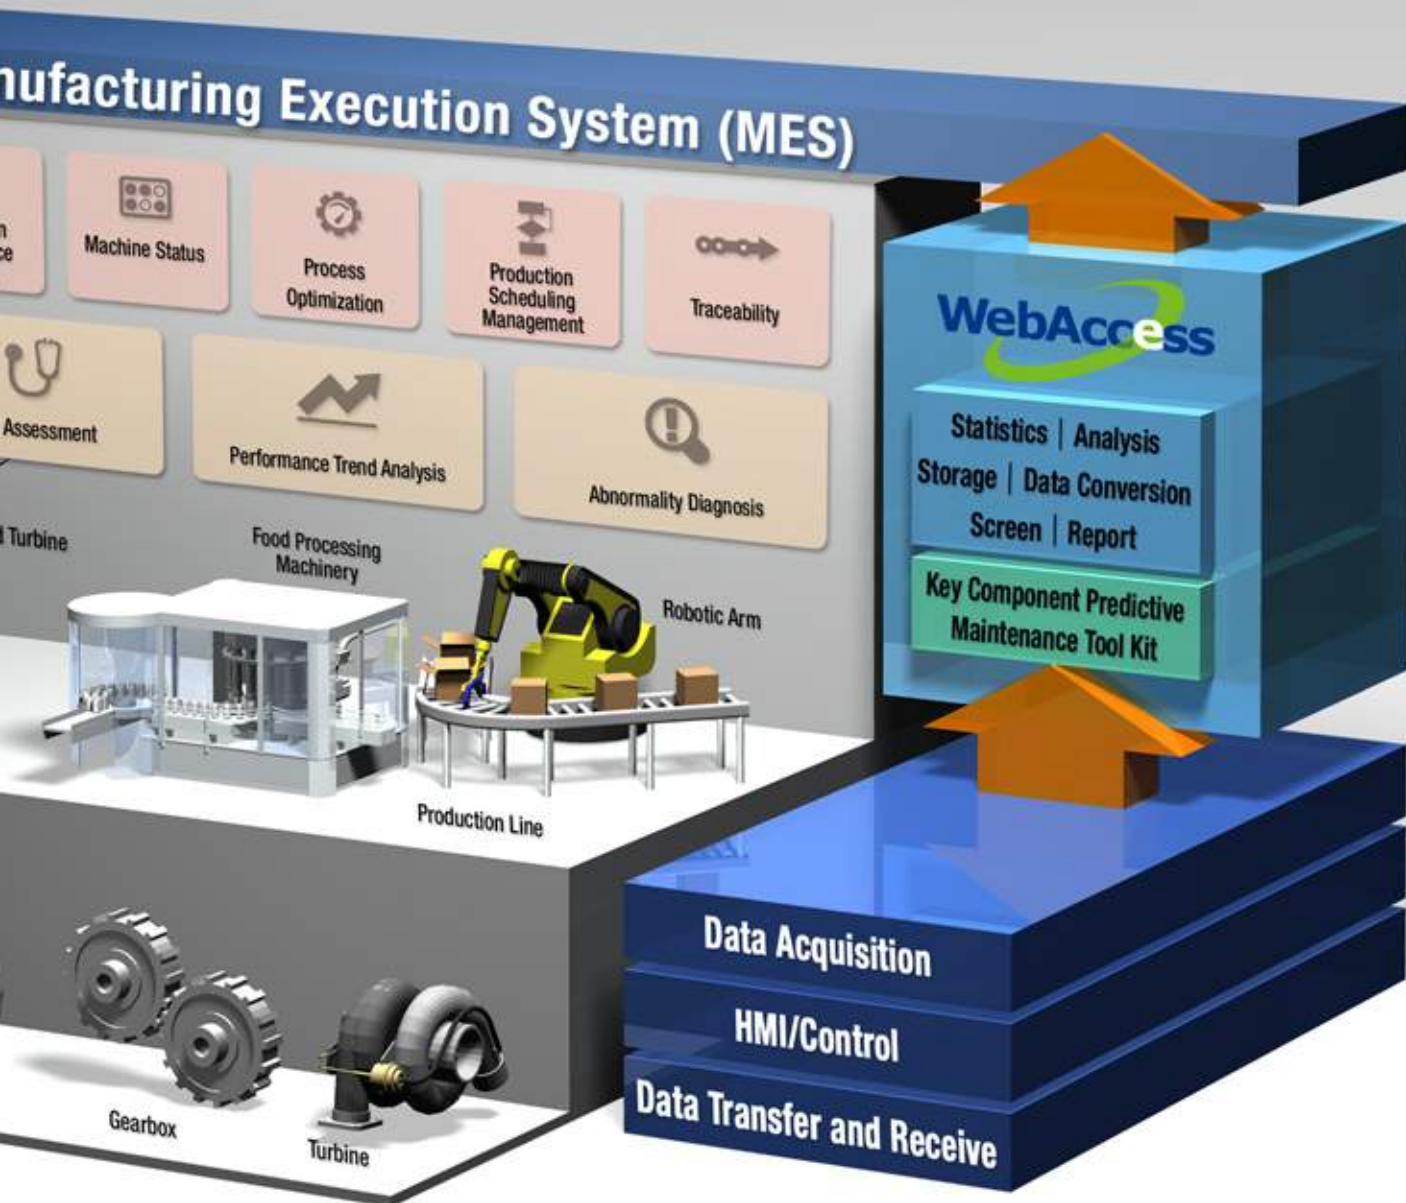 nufacturing Execution System (MES)
Machine Status
Process
Optimization
Production
Scheduling
Management
Traceability
n
ce
Assessment
Performance Trend Analysis
Abnormality Diagnosis
Turbine
Food Processing
Machinery
Robotic Arm
Production Line
Gearbox
Turbine
WebAccess
Statistics | Analysis
Storage | Data Conversion
Screen | Report
Key Component Predictive
Maintenance Tool Kit
Data Acquisition
HMI/Control
Data Transfer and Receive